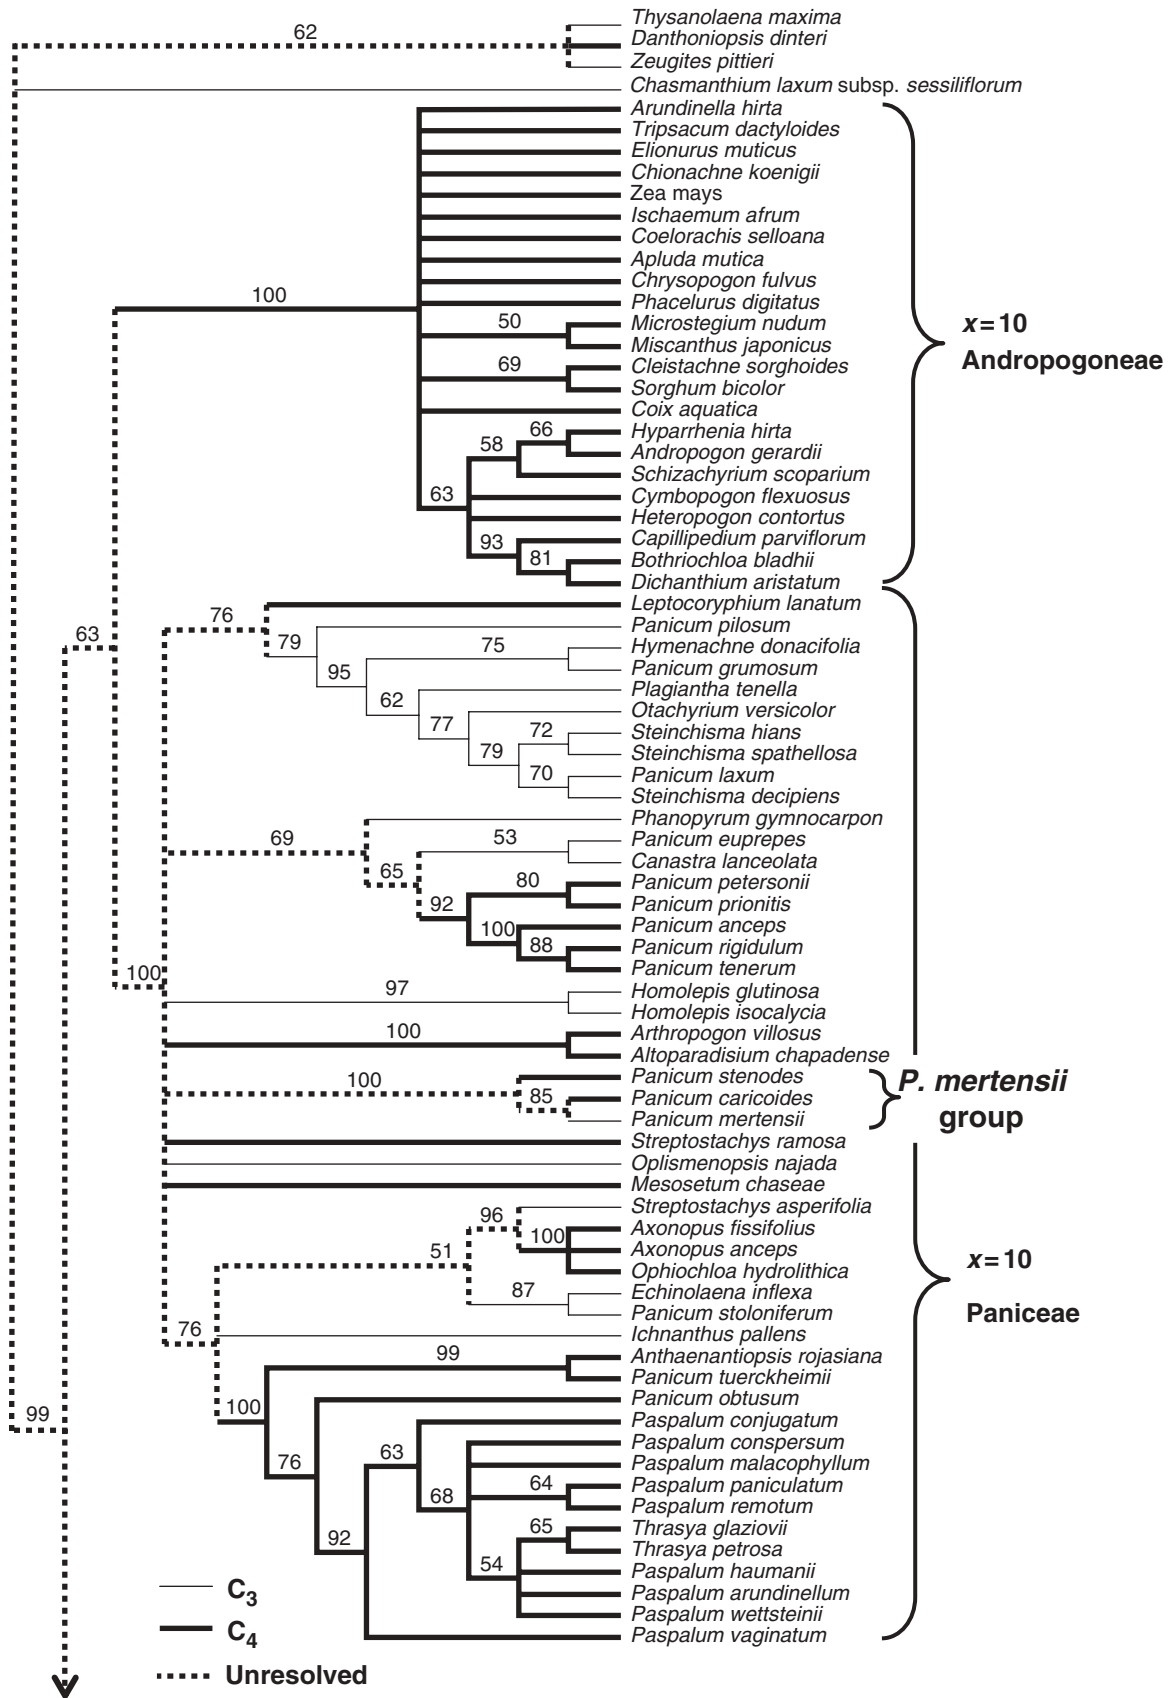 62
Thysanolaena maxima
Danthoniopsis dinteri
Zeugites pittieri
Chasmanthium laxum subsp. sessiliflorum
Arundinella hirta
Tripsacum dactyloides
Elionurus muticus
Chionachne koenigii
Zea mays
Ischaemum afrum
Coelorachis selloana
Apluda mutica
Chrysopogon fulvus
100
Phacelurus digitatus
50
Microstegium nudum
Miscanthus japonicus
x=10
Andropogoneae
69
Cleistachne sorghoides
Sorghum bicolor
Coix aquatica
66
Hyparrhenia hirta
58
Andropogon gerardii
Schizachyrium scoparium
63
Cymbopogon flexuosus
Heteropogon contortus
93
Capillipedium parviflorum
81
Bothriochloa bladhii
Dichanthium aristatum
76
Leptocoryphium lanatum
63
79
Panicum pilosum
75
Hymenachne donacifolia
95
Panicum grumosum
62
Plagiantha tenella
77
Otachyrium versicolor
72
Steinchisma hians
79
Steinchisma spathellosa
70
Panicum laxum
Steinchisma decipiens
69
Phanopyrum gymnocarpon
53
Panicum euprepes
65
Canastra lanceolata
80
Panicum petersonii
92
Panicum prionitis
100
Panicum anceps
88
Panicum rigidulum
Panicum tenerum
100
97
Homolepis glutinosa
Homolepis isocalycia
100
Arthropogon villosus
Altoparadisium chapadense
100
Panicum stenodes
85
Panicum caricoides
Panicum mertensii
P. mertensii
group
Streptostachys ramosa
Oplismenopsis najada
Mesosetum chaseae
96
Streptostachys asperifolia
100
Axonopus fissifolius
51
Axonopus anceps
Ophiochloa hydrolithica
x=10
Paniceae
87
Echinolaena inflexa
Panicum stoloniferum
76
Ichnanthus pallens
99
Anthaenantiopsis rojasiana
Panicum tuerckheimii
100
Panicum obtusum
99
Paspalum conjugatum
63
Paspalum conspersum
76
Paspalum malacophyllum
64
Paspalum paniculatum
68
Paspalum remotum
65
Thrasya glaziovii
92
Thrasya petrosa
54
Paspalum haumanii
Paspalum arundinellum
Paspalum wettsteinii
Paspalum vaginatum
C3
C4
Unresolved